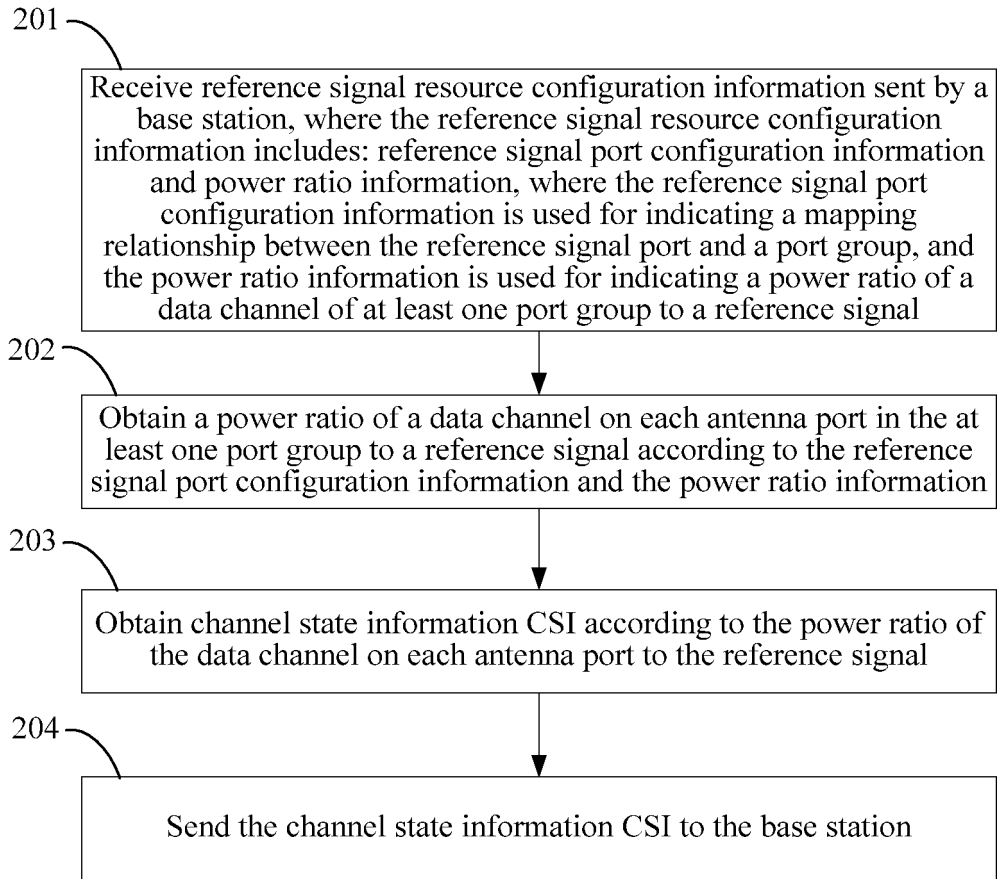 201
Receive reference signal resource configuration information sent by a
base station, where the reference signal resource configuration
information includes: reference signal port configuration information
and power ratio information, where the reference signal port
configuration information is used for indicating a mapping
relationship between the reference signal port and a port group, and
the power ratio information is used for indicating a power ratio of a
data channel of at least one port group to a reference signal
202
Obtain a power ratio of a data channel on each antenna port in the at
least one port group to a reference signal according to the reference
signal port configuration information and the power ratio information
203
Obtain channel state information CSI according to the power ratio of
the data channel on each antenna port to the reference signal
204
Send the channel state information CSI to the base station